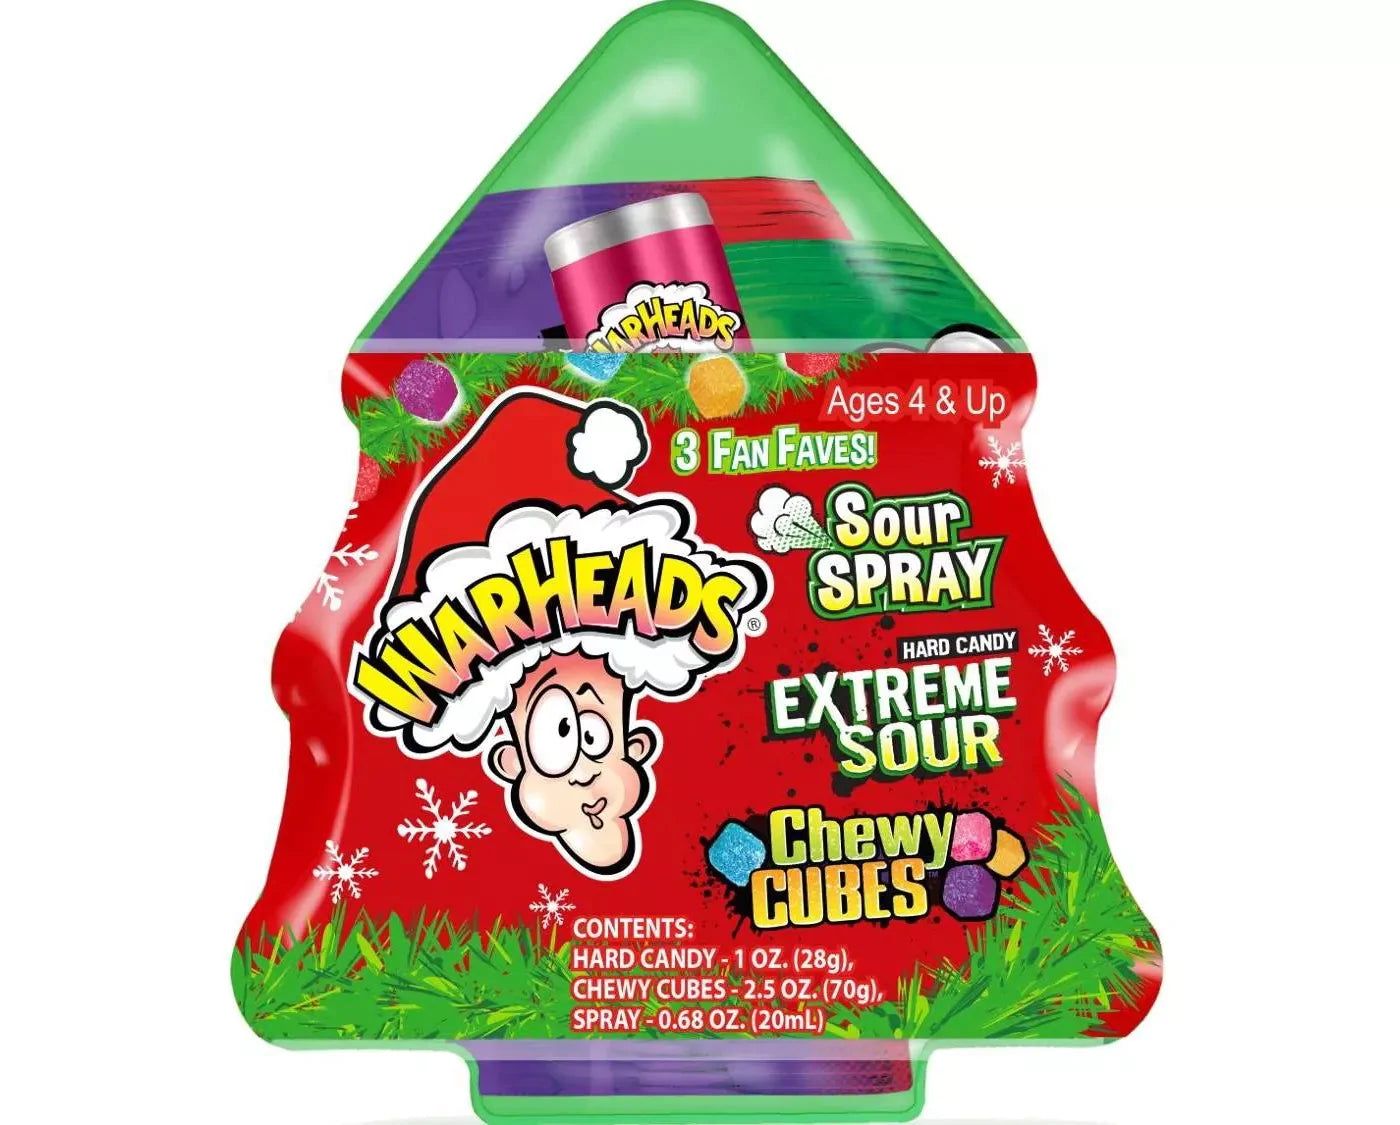 WARHEADS
Ages 4 & Up
3 FAN FAVES!
Sour
SPRAY
WARHEADS®
HARD CANDY
EXTREME
SOUR
Chewy
CUBES™
CONTENTS:
HARD CANDY - 1 OZ. (28g),
CHEWY CUBES - 2.5 OZ. (70g),
SPRAY - 0.68 OZ. (20mL)